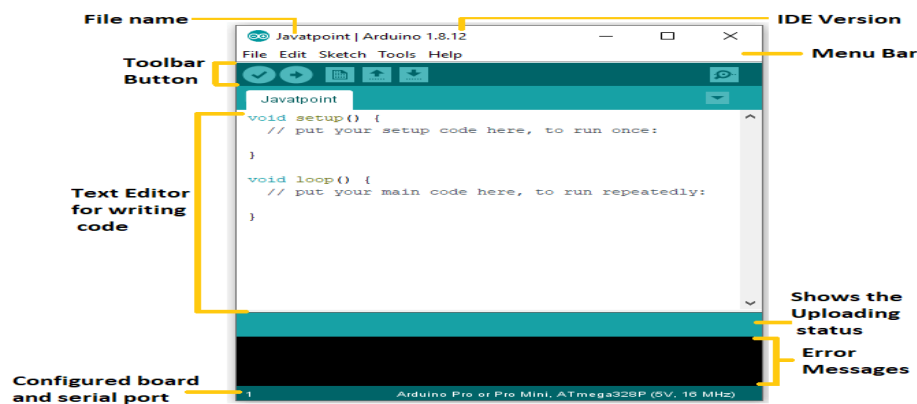 File name
IDE Version
Javatpoint | Arduino 1.8.12
File Edit Sketch Tools Help
Menu Bar
Toolbar
Button
Javatpoint
void setup() {
// put your setup code here, to run once:
}
void loop() {
// put your main code here, to run repeatedly:
}
Text Editor
for writing
code
Shows the
Uploading
status
Error
Messages
Configured board
and serial port
1
Arduino Pro or Pro Mini, ATmega328P (5V, 16 MHz)